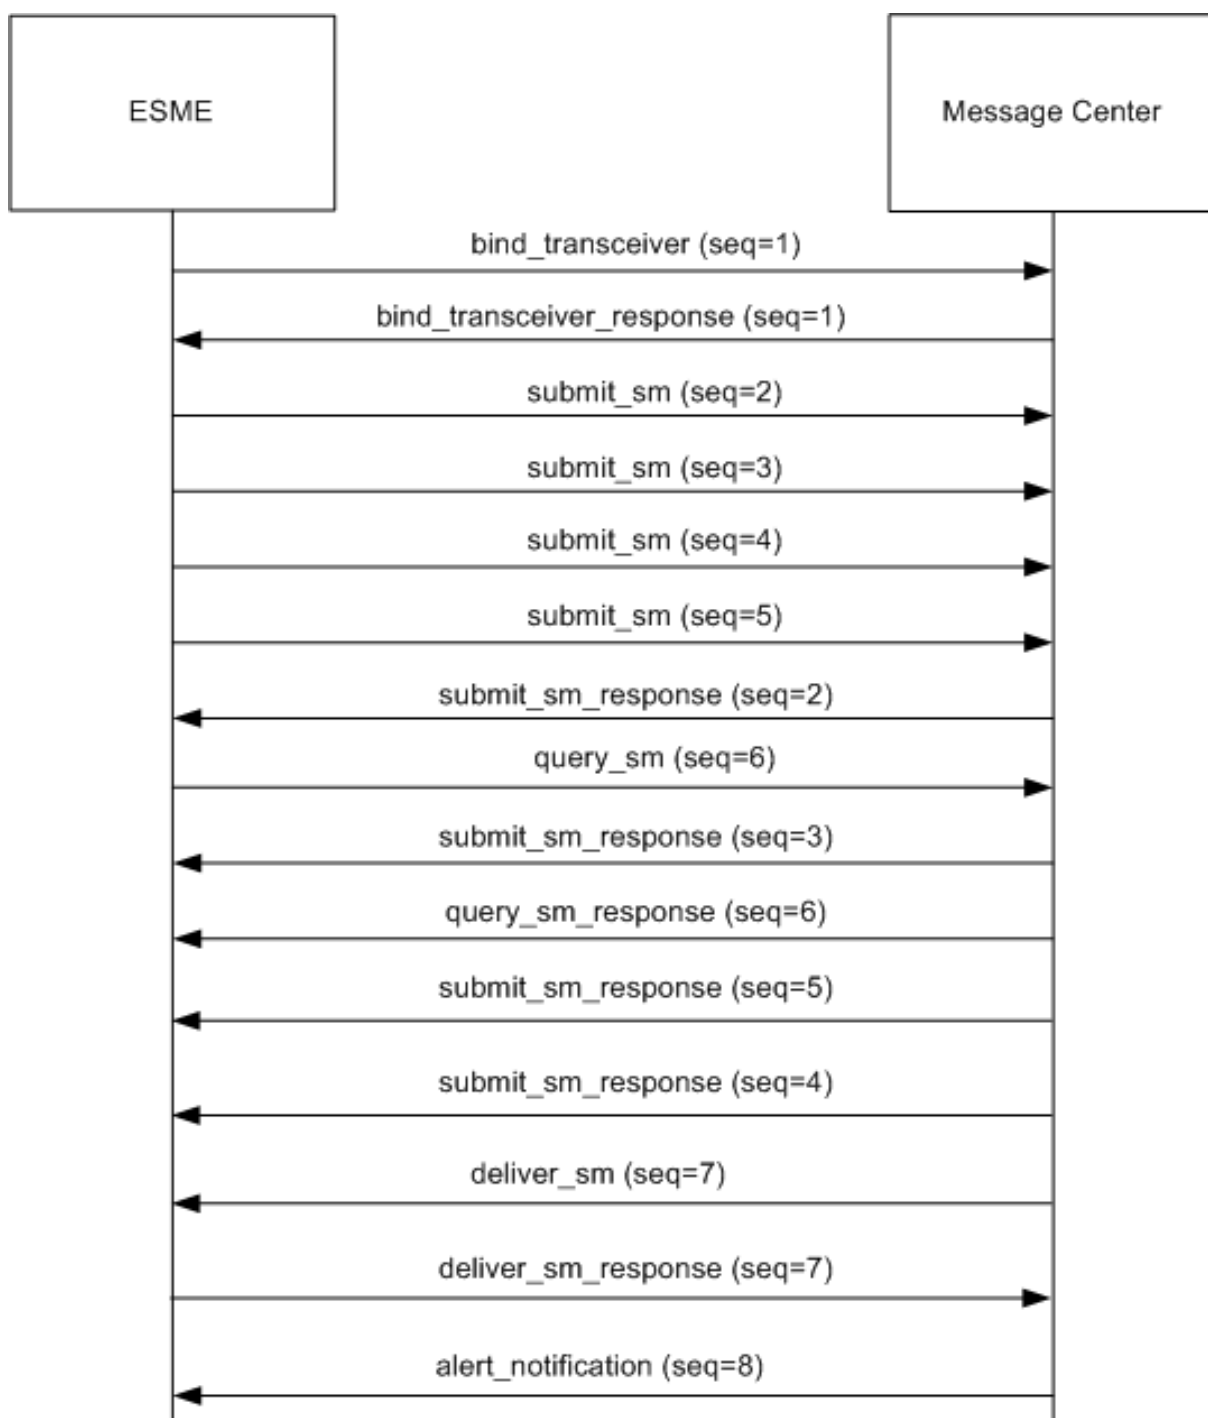 ESME
Message Center
bind_transceiver (seq=1)
bind_transceiver_response (seq=1)
submit_sm (seq=2)
submit_sm (seq=3)
submit_sm (seq=4)
submit_sm (seq=5)
submit_sm_response (seq=2)
query_sm (seq=6)
submit_sm_response (seq=3)
query_sm_response (seq=6)
submit_sm_response (seq=5)
submit_sm_response (seq=4)
deliver_sm (seq=7)
deliver_sm_response (seq=7)
alert_notification (seq=8)